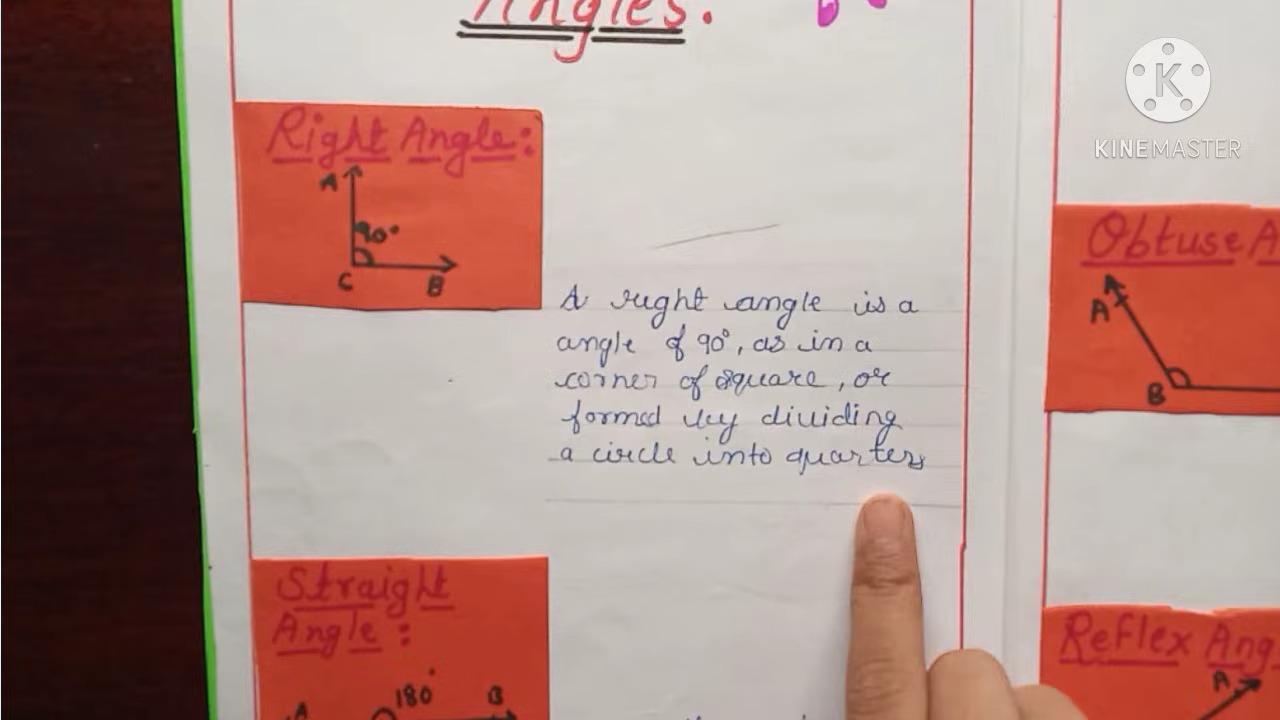 Angles.
Right Angle:
A
90°
C
B
A right angle is a
angle of 90°, as in a
corner of square, or
formed by dividing
a circle into quarters
Straight
Angle:
A
180°
B
Obtuse A
A
B
Reflex Ang
A
K
KINEMASTER